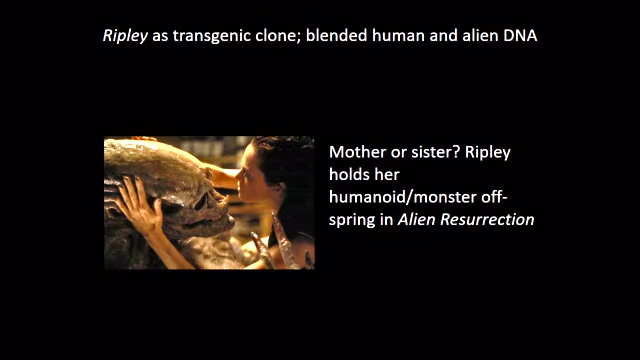 Ripley as transgenic clone; blended human and alien DNA
Mother or sister? Ripley
holds her
humanoid/monster off-
spring in Alien Resurrection